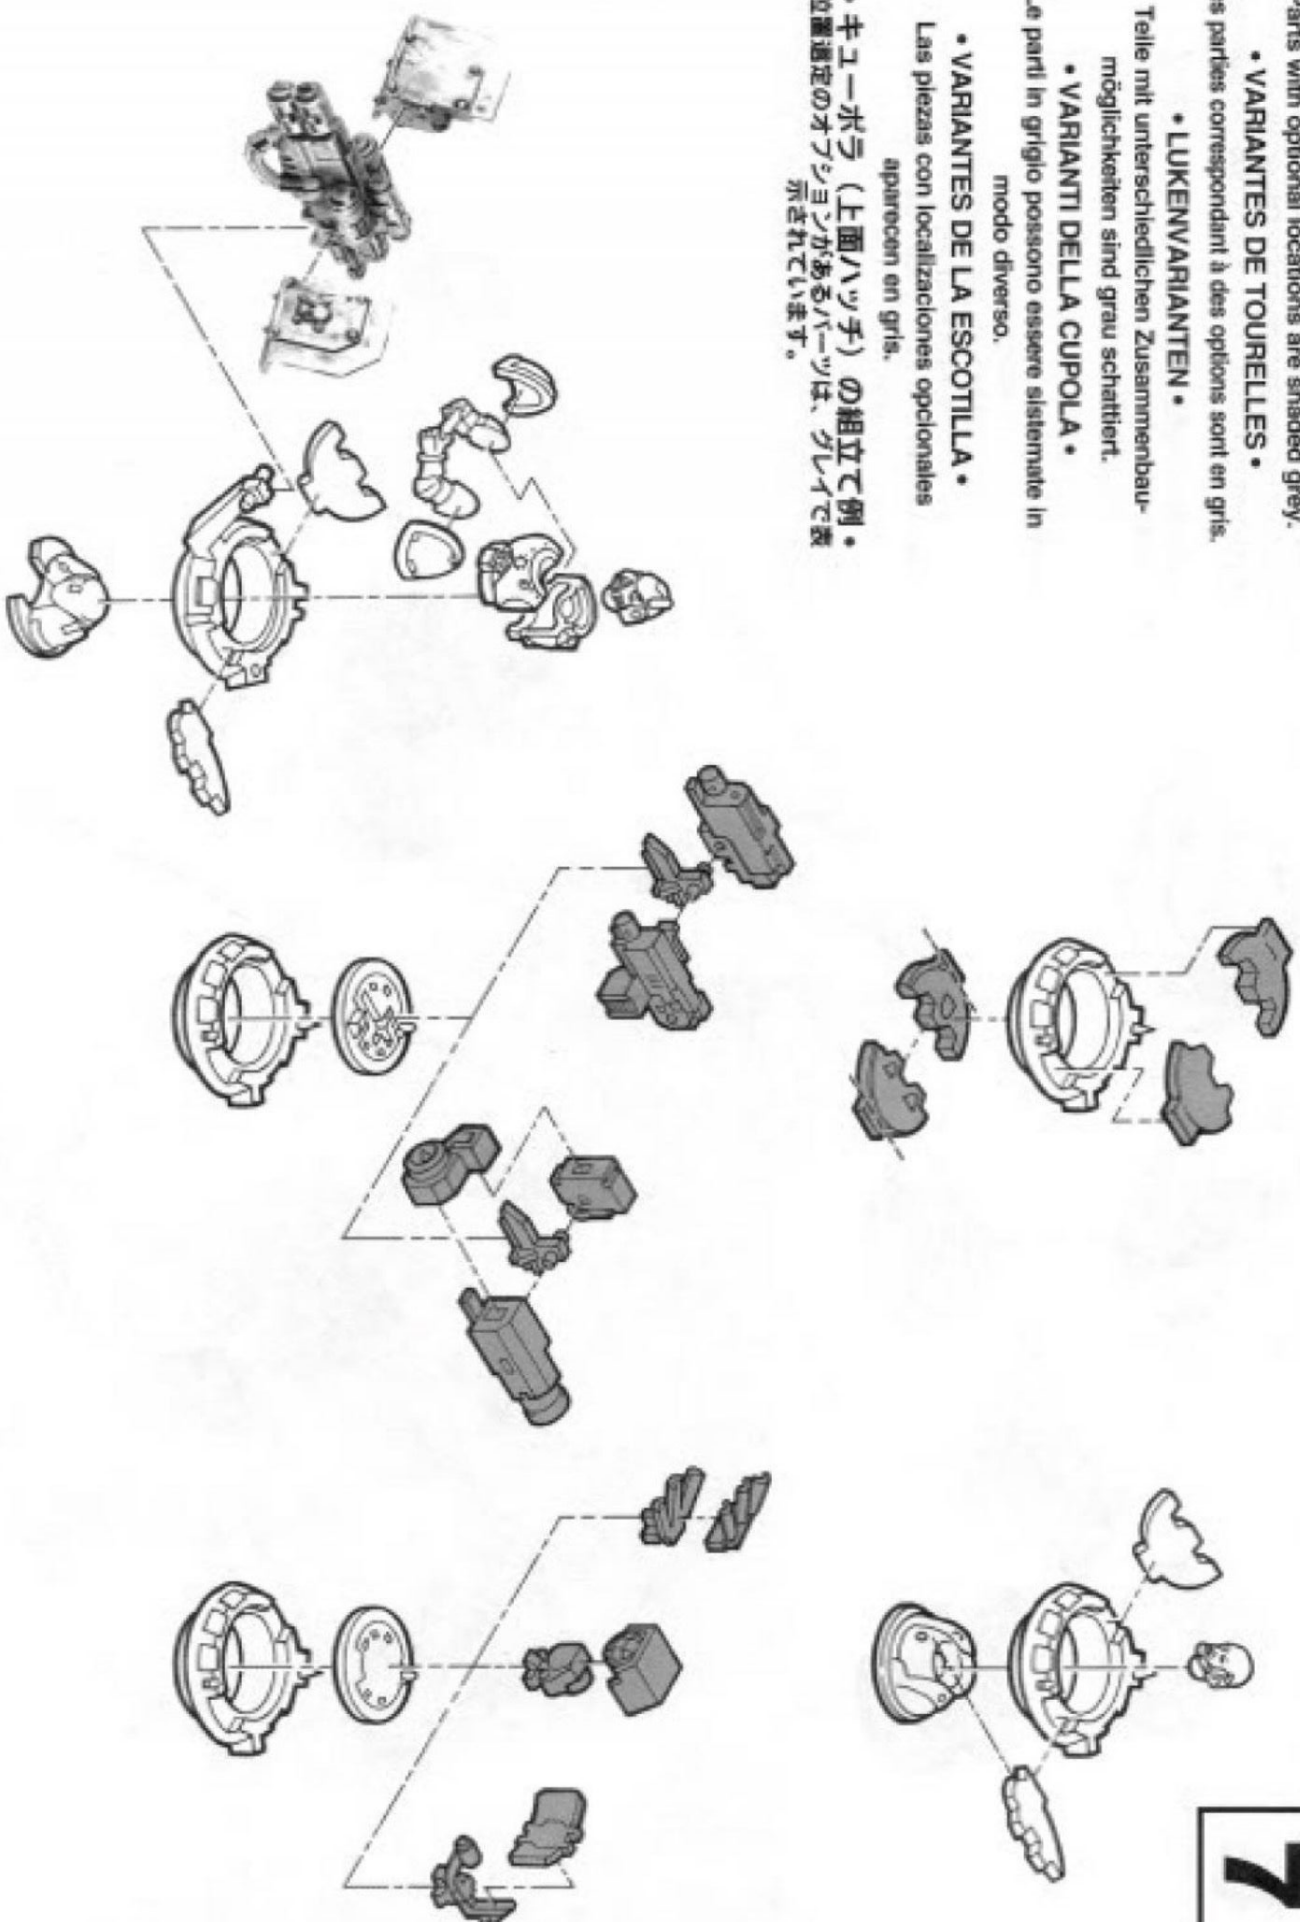 Parts with optional locations are shaded grey.
• VARIANTES DE TOURELLES •
es parties correspondant à des options sont en gris.
• LUKENVARIANTEN •
Teile mit unterschiedlichen Zusammenbau-
möglichkeiten sind grau schattiert.
• VARIANTI DELLA CUPOLA •
Le parti in grigio possono essere sistemate in
modo diverso.
• VARIANTES DE LA ESCOTILLA •
Las piezas con localizaciones opcionales
aparecen en gris.
• キューポラ（上面ハッチ）の組立て例 •
位置選定のオプションがあるパーツは、グレイで表
示されています。
7